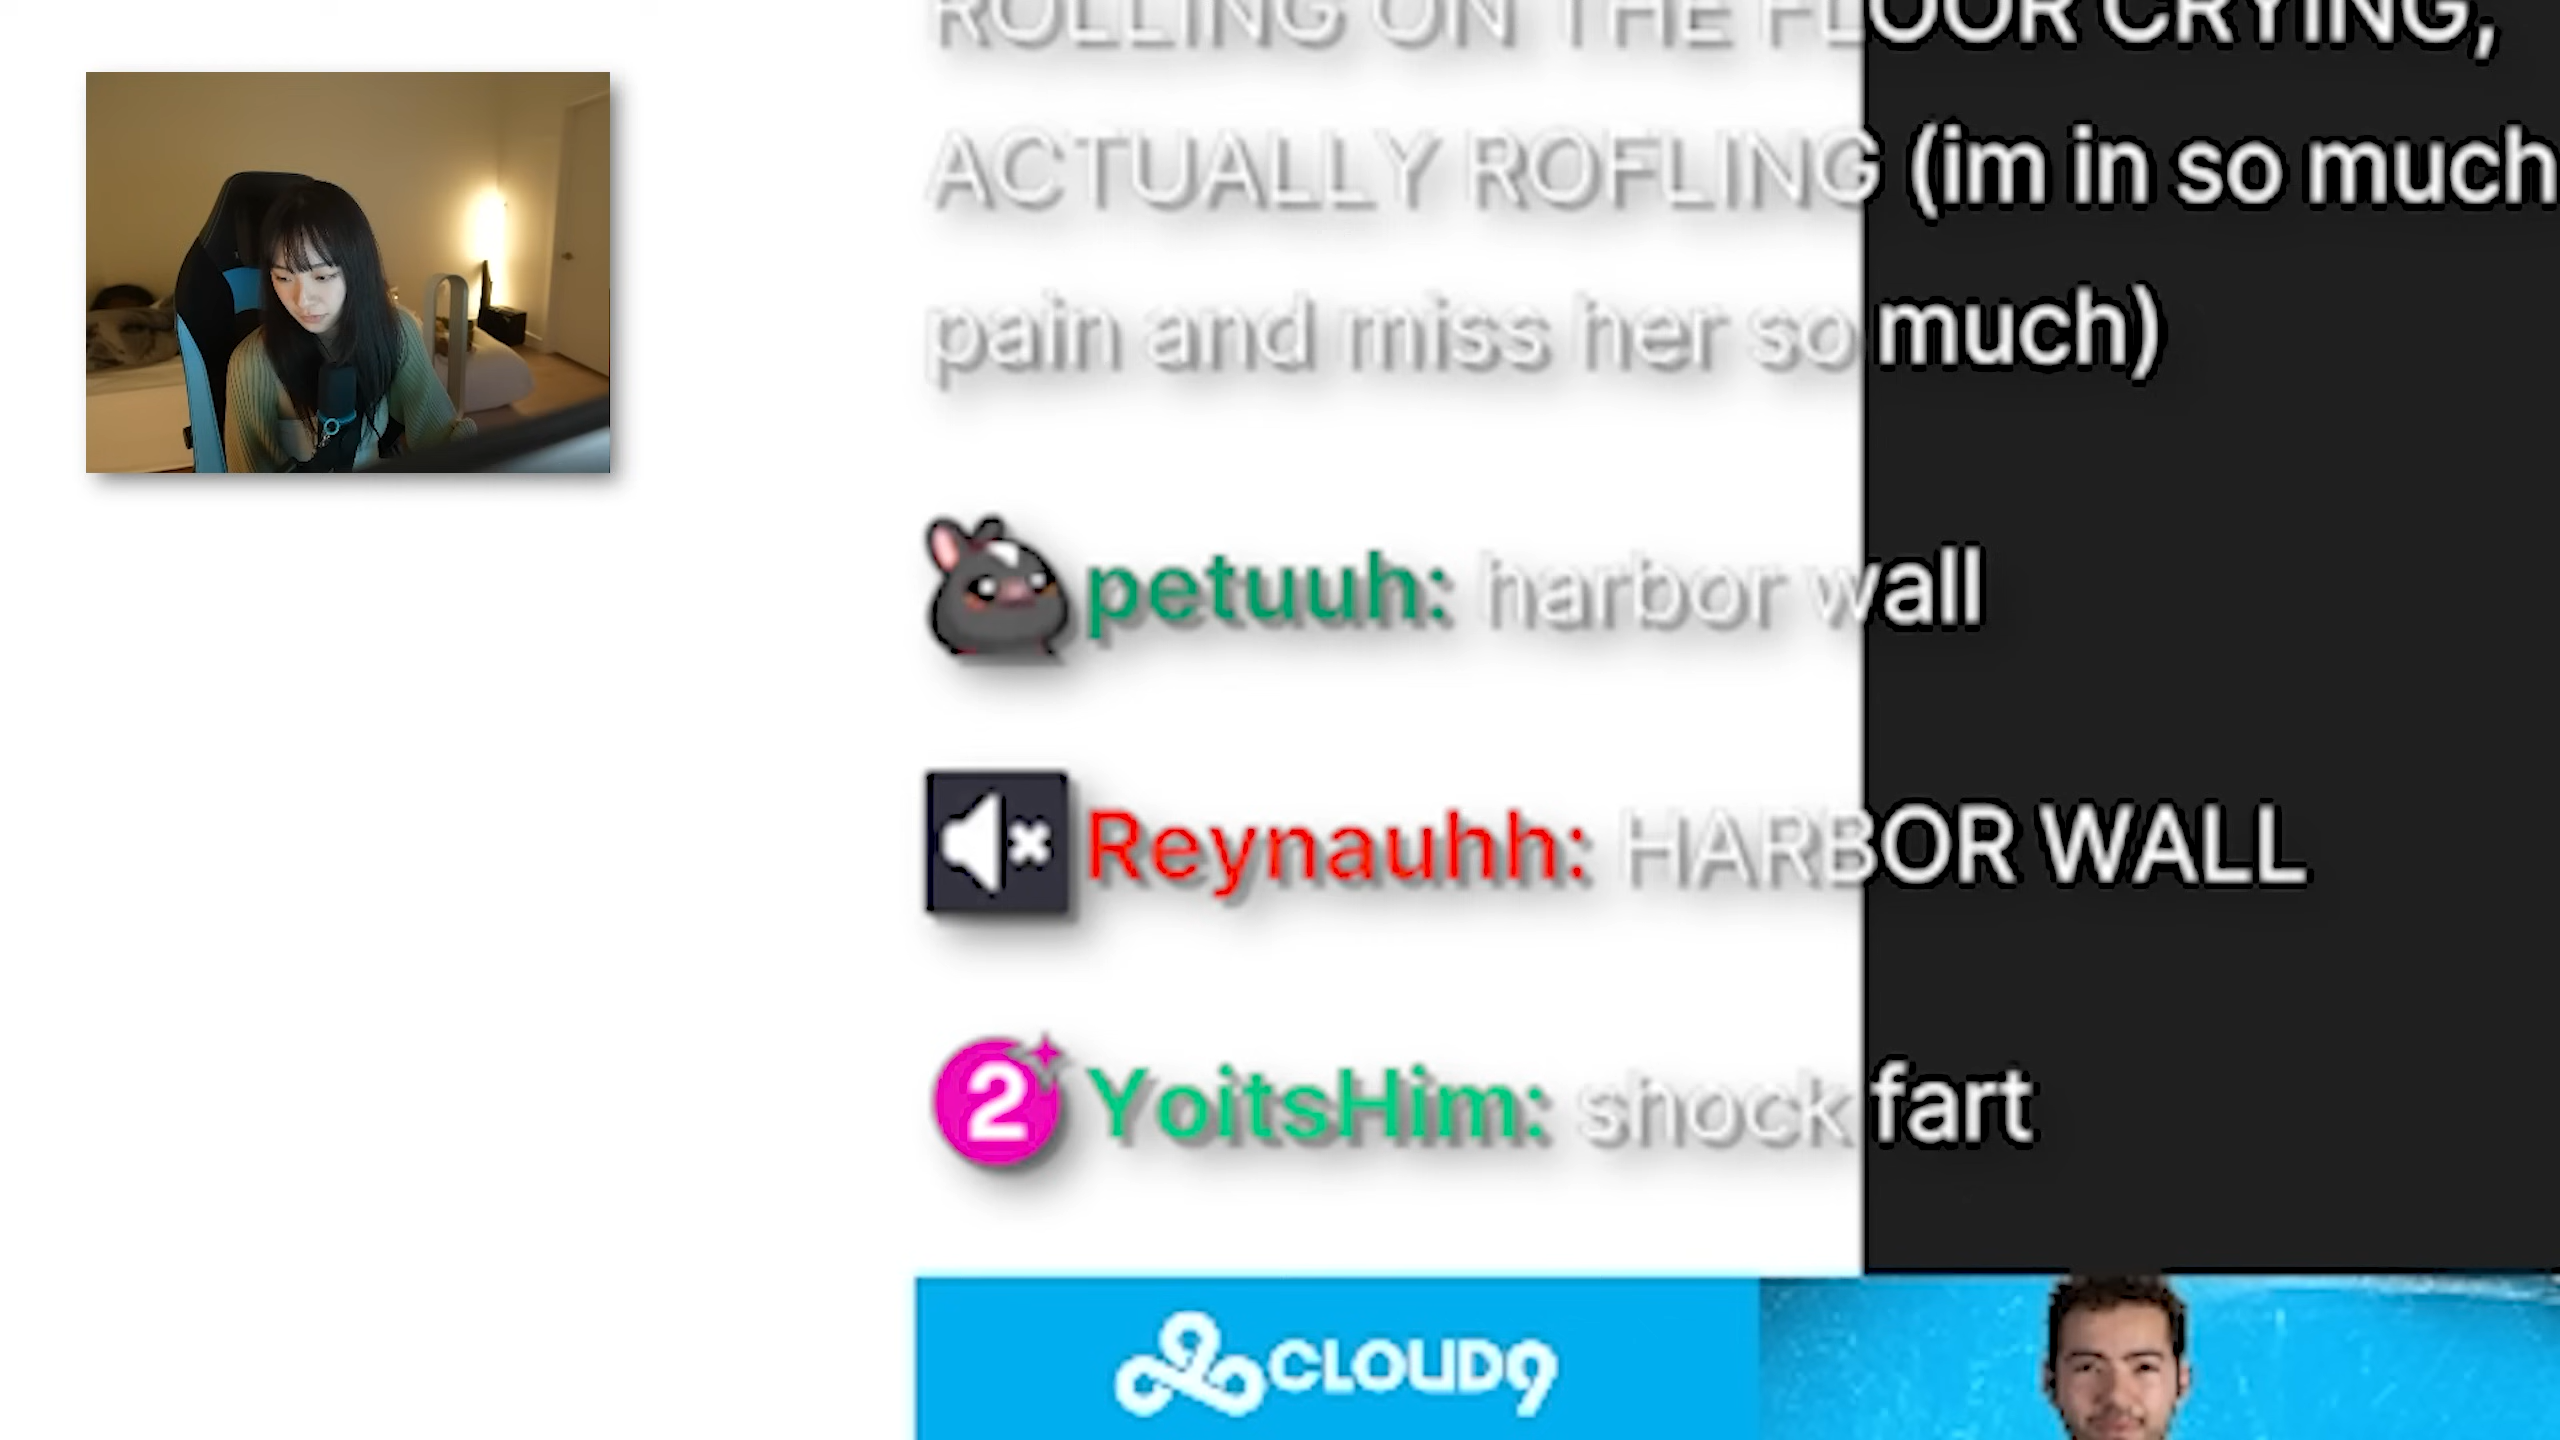 ROLLING ON THE FLOOR CRYING,
ACTUALLY ROFLING (im in so much
pain and miss her so much)
petuuh: harbor wall
Reynauhh: HARBOR WALL
2 YoitsHim: shock fart
CLOUD9